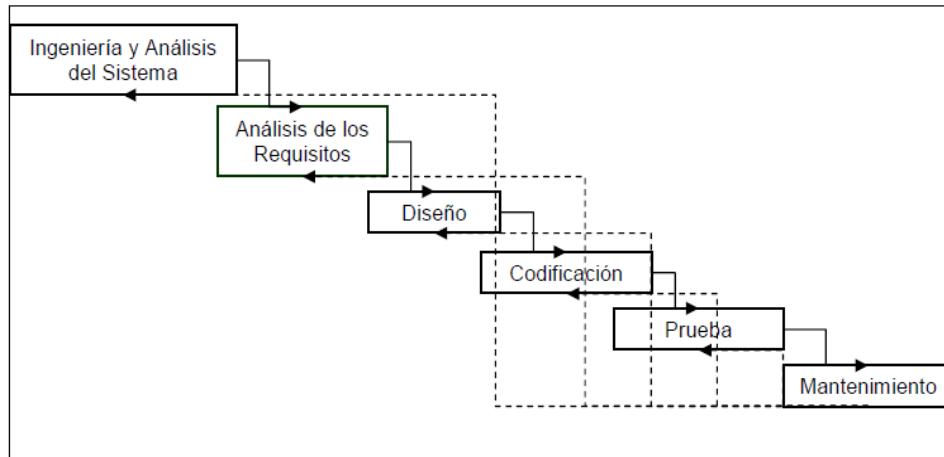 Ingeniería y Análisis
del Sistema
Análisis de los
Requisitos
Diseño
Codificación
Prueba
Mantenimiento